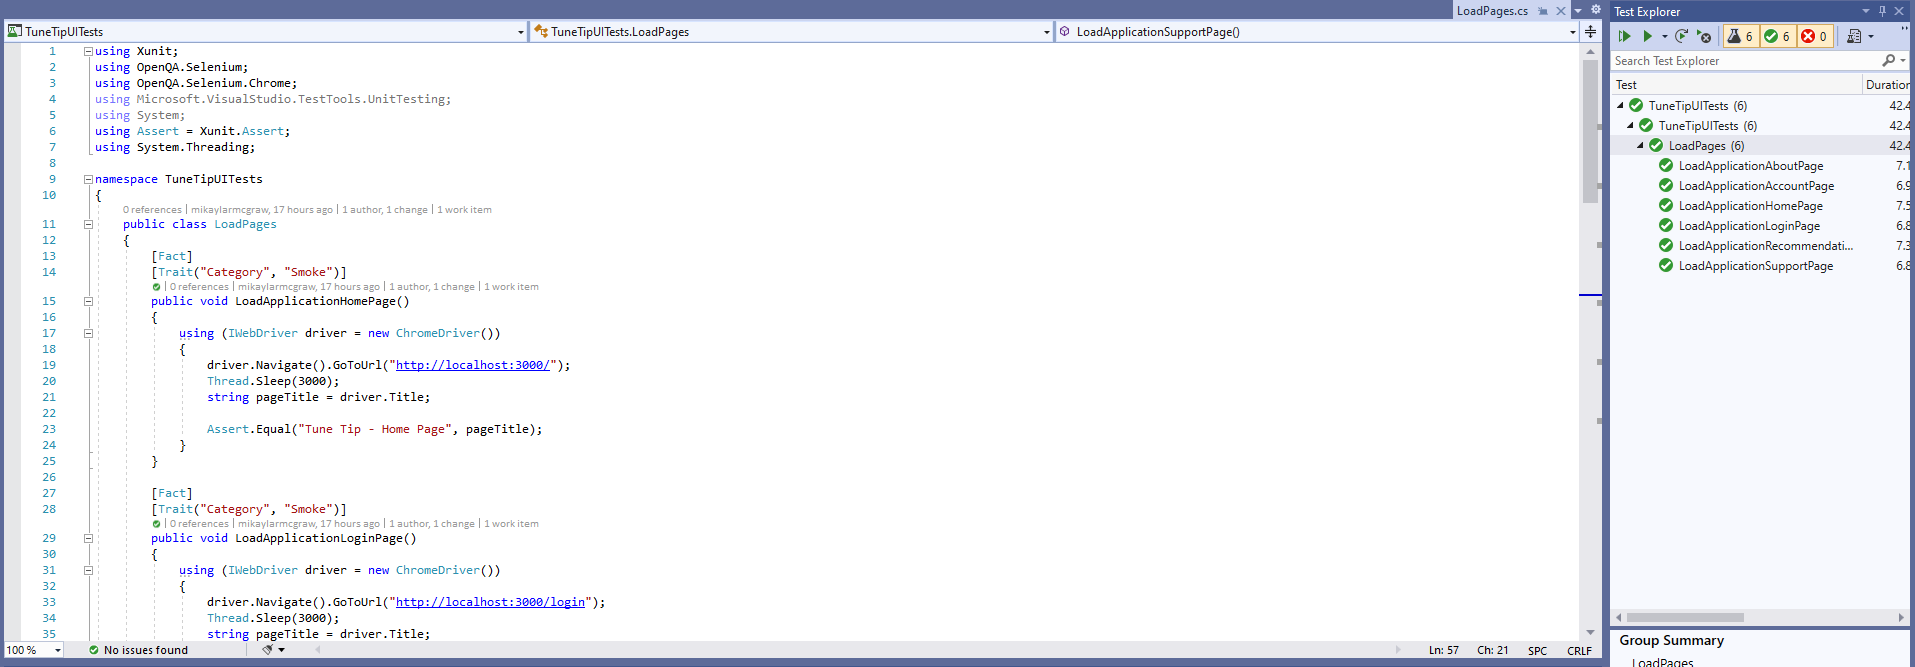 LoadPages.cs
TuneTipUITests
TuneTipUITests.LoadPages
LoadApplicationSupportPage()
1 using Xunit;
2 using OpenQA.Selenium;
3 using OpenQA.Selenium.Chrome;
4 using Microsoft.VisualStudio.TestTools.UnitTesting;
5 using System;
6 using Assert = Xunit.Assert;
7 using System.Threading;
8
9 namespace TuneTipUITests
10 {
0 references | mikaylarmcgraw, 17 hours ago | 1 author, 1 change | 1 work item
11 public class LoadPages
12 {
13 [Fact]
14 [Trait("Category", "Smoke")]
| 0 references | mikaylarmcgraw, 17 hours ago | 1 author, 1 change | 1 work item
15 public void LoadApplicationHomePage()
16 {
17 using (IWebDriver driver = new ChromeDriver())
18 {
19 driver.Navigate().GoToUrl("http://localhost:3000/");
20 Thread.Sleep(3000);
21 string pageTitle = driver.Title;
22
23 Assert.Equal("Tune Tip - Home Page", pageTitle);
24 }
25 }
26
27 [Fact]
28 [Trait("Category", "Smoke")]
| 0 references | mikaylarmcgraw, 17 hours ago | 1 author, 1 change | 1 work item
29 public void LoadApplicationLoginPage()
30 {
31 using (IWebDriver driver = new ChromeDriver())
32 {
33 driver.Navigate().GoToUrl("http://localhost:3000/login");
34 Thread.Sleep(3000);
35 string pageTitle = driver.Title;
100 %
No issues found
Ln: 57 Ch: 21 SPC CRLF
Test Explorer
6 6 0
Search Test Explorer
Test Duration
TuneTipUITests (6) 42.4
TuneTipUITests (6) 42.4
LoadPages (6) 42.4
LoadApplicationAboutPage 7.1
LoadApplicationAccountPage 6.9
LoadApplicationHomePage 7.5
LoadApplicationLoginPage 6.8
LoadApplicationRecommendati... 7.3
LoadApplicationSupportPage 6.8
Group Summary
LoadPages